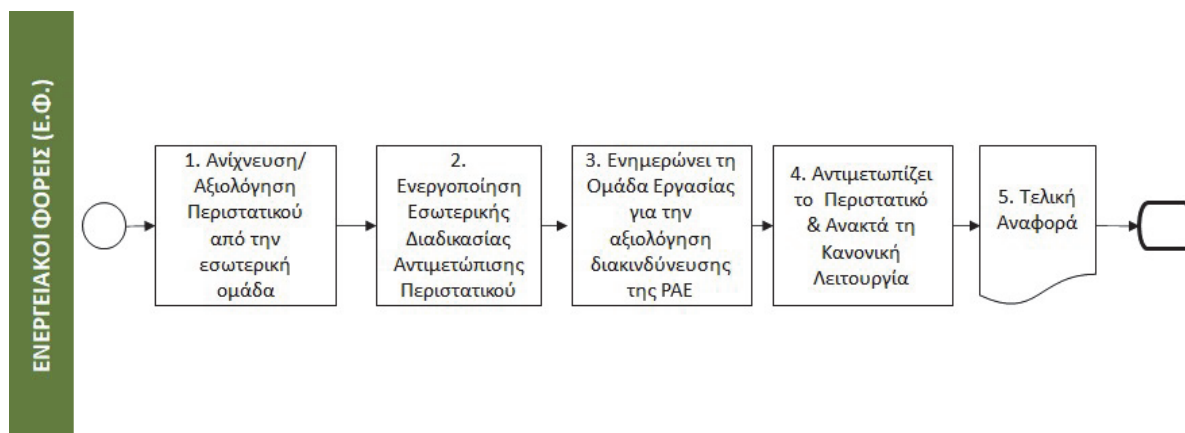 ΕΝΕΡΓΕΙΑΚΟΙ ΦΟΡΕΙΣ (Ε.Φ.)
1. Ανίχνευση/
Αξιολόγηση
Περιστατικού
από την
εσωτερική
ομάδα
2.
Ενεργοποίηση
Εσωτερικής
Διαδικασίας
Αντιμετώπισης
Περιστατικού
3. Ενημερώνει τη
Ομάδα Εργασίας
για την
αξιολόγηση
διακινδύνευσης
της ΡΑΕ
4. Αντιμετωπίζει
το Περιστατικό
& Ανακτά τη
Κανονική
Λειτουργία
5. Τελική
Αναφορά